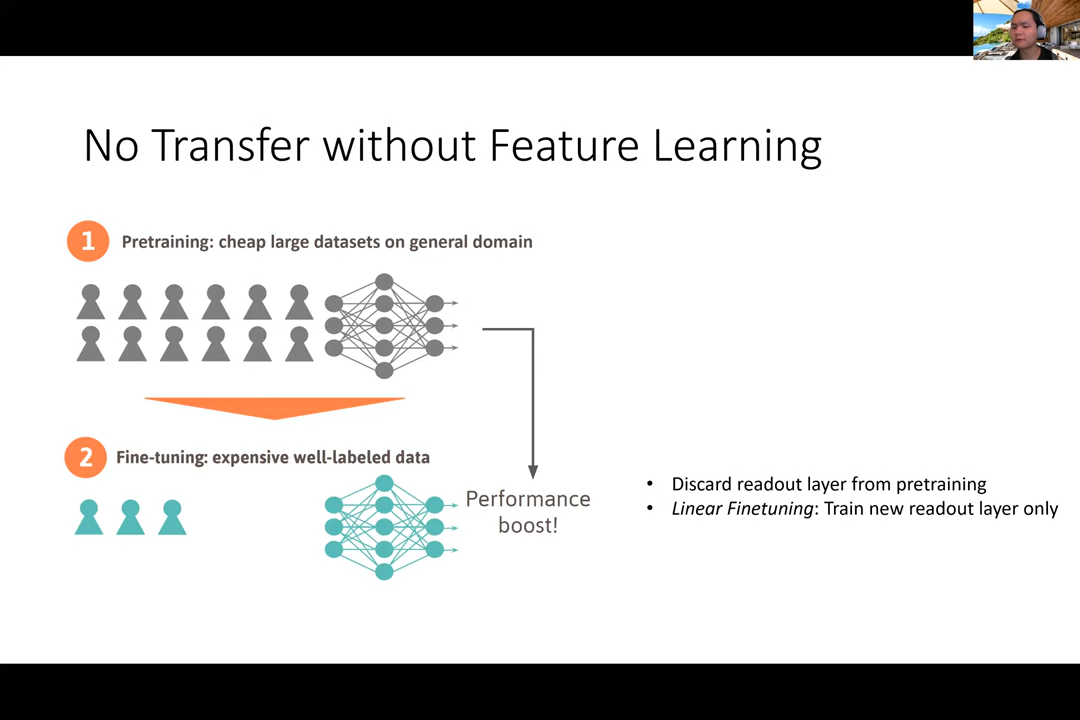 No Transfer without Feature Learning
1 Pretraining: cheap large datasets on general domain
2 Fine-tuning: expensive well-labeled data
Performance
boost!
• Discard readout layer from pretraining
• Linear Finetuning: Train new readout layer only